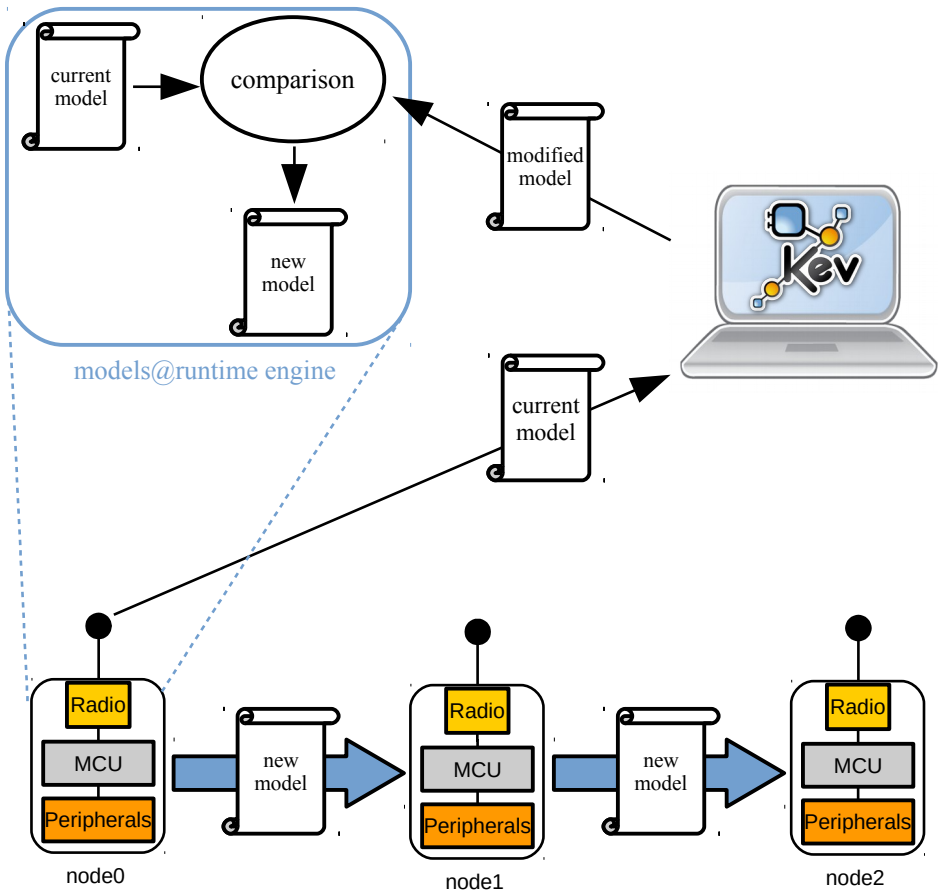 current
model
comparison
modified
model
new
model
Kev
models@runtime engine
current
model
Radio
MCU
Peripherals
node0
new
model
Radio
MCU
Peripherals
node1
new
model
Radio
MCU
Peripherals
node2